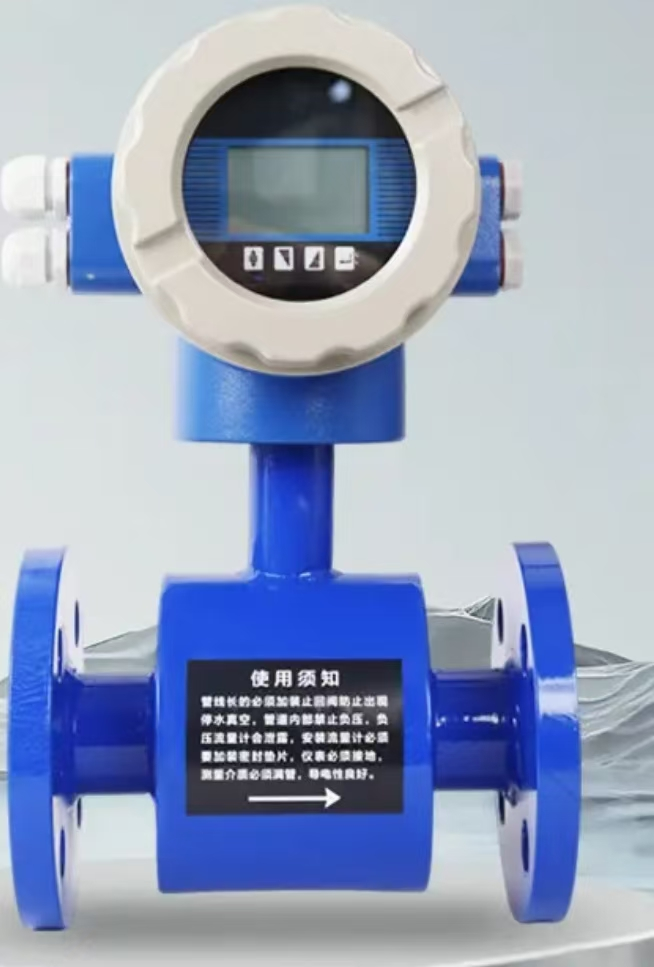 使用须知
管线长的必须加装止回阀防止出现
停水真空，管道内部禁止负压，负
压流量计会泄露，安装流量计必须
要加装密封垫片，仪表必须接地，
测量介质必须满管，导电性良好。